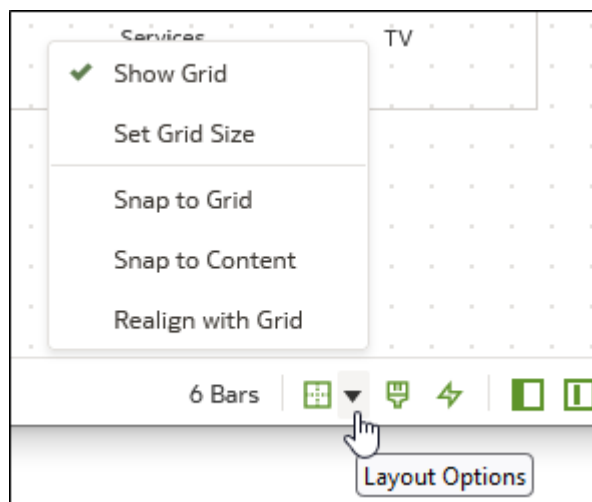 Services
TV
Show Grid
Set Grid Size
Snap to Grid
Snap to Content
Realign with Grid
6 Bars
Layout Options